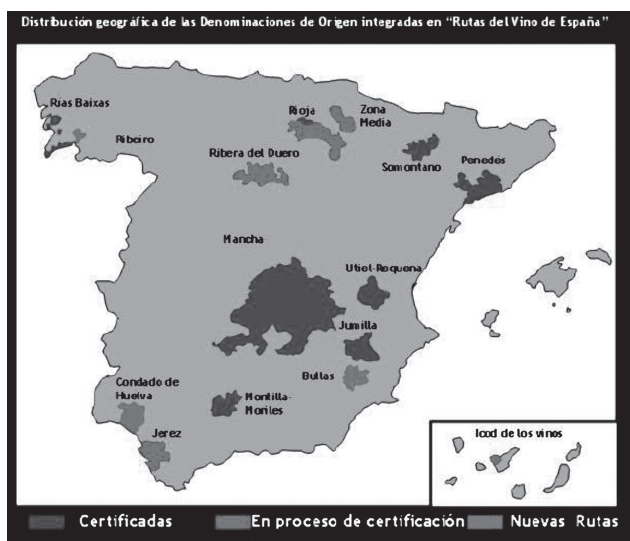 Distribución geográfica de las Denominaciones de Origen integradas en “Rutas del Vino de España”
Rías Baixas
Ribeiro
Rioja
Zona
Media
Ribera del Duero
Somontano
Penedés
Mancha
Utiel-Requena
Jumilla
Bullas
Condado de
Huelva
Montilla-
Moriles
Jerez
Icod de los vinos
Certificadas
En proceso de certificación
Nuevas Rutas